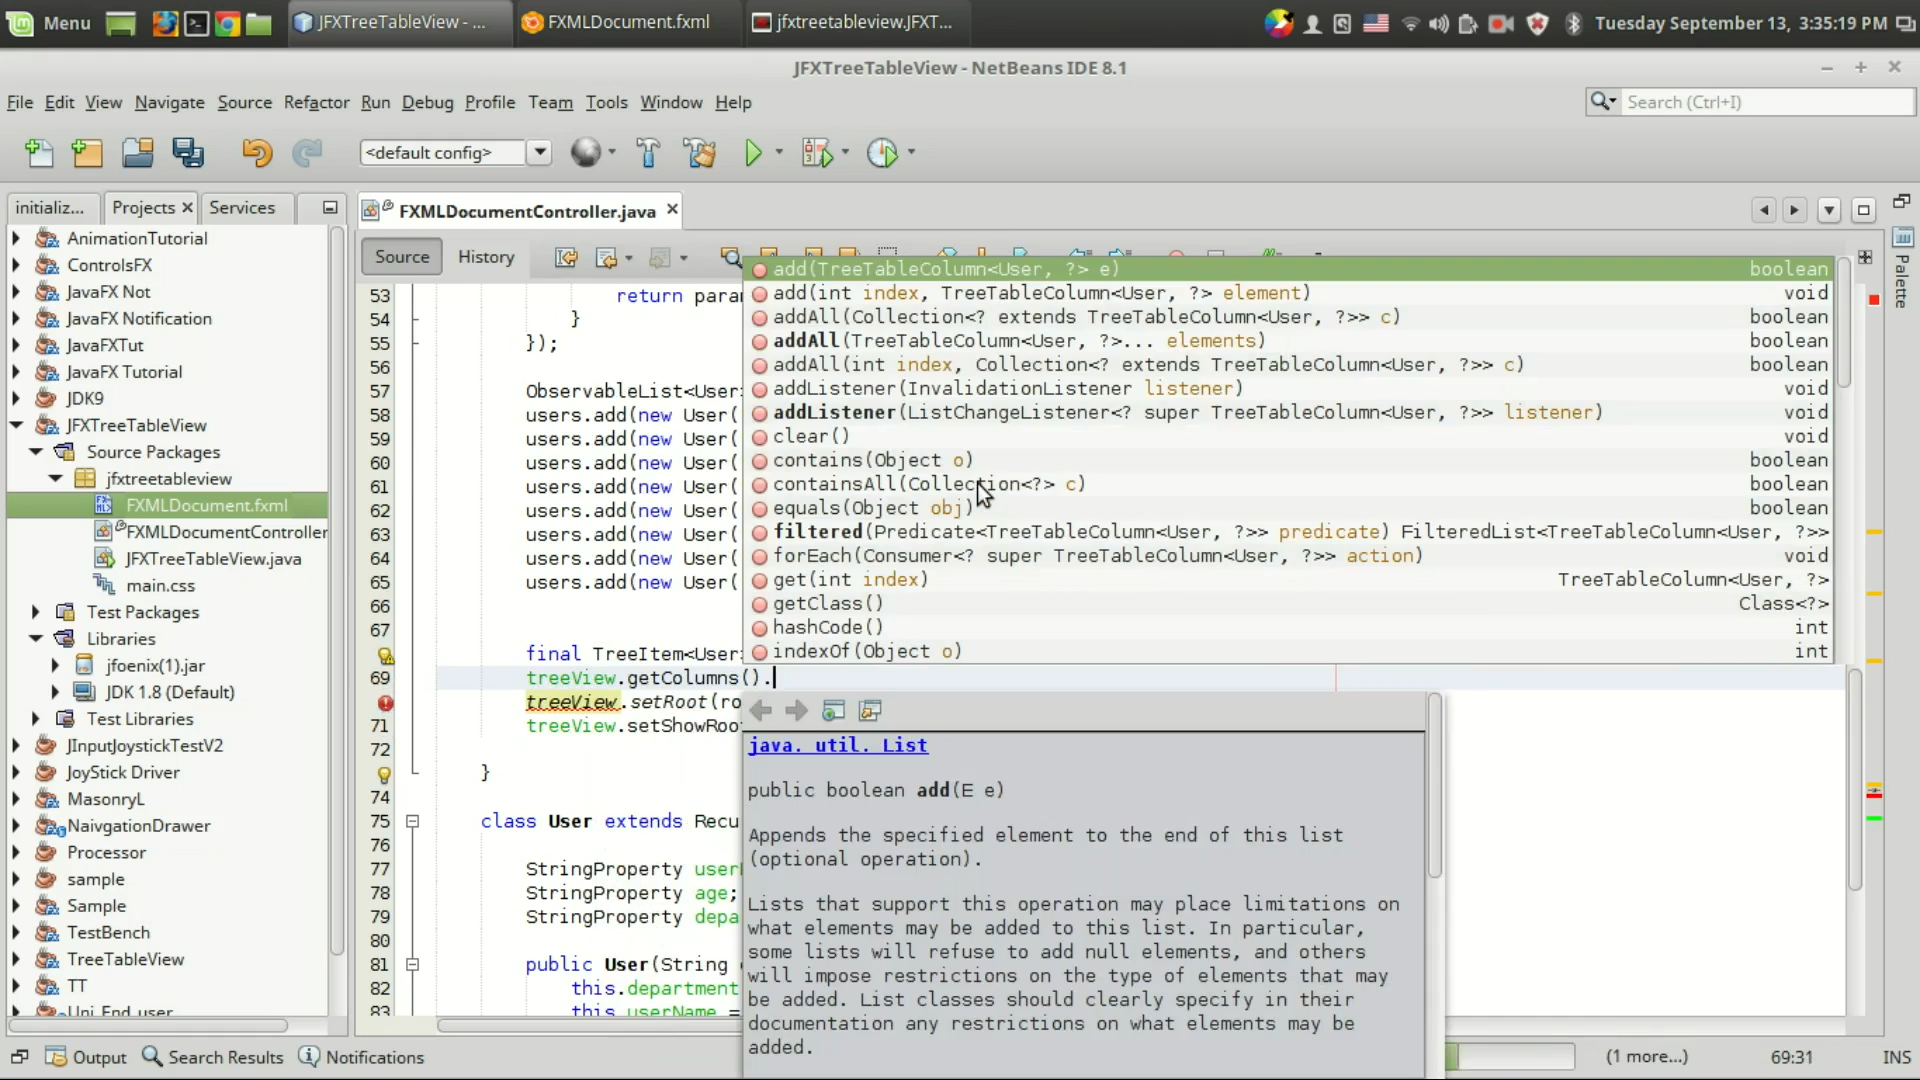 Menu
JFXTreeTableView - ...
FXMLDocument.fxml
jfxtreetableview.JFXT...
Tuesday September 13, 3:35:19 PM
JFXTreeTableView - NetBeans IDE 8.1
File Edit View Navigate Source Refactor Run Debug Profile Team Tools Window Help
Search (Ctrl+I)
<default config>
initializ... Projects Services
FXMLDocumentController.java
Source History
Palette
AnimationTutorial
ControlsFX
JavaFX Not
JavaFX Notification
JavaFXTut
JavaFX Tutorial
JDK9
JFXTreeTableView
Source Packages
jfxtreetableview
FXMLDocument.fxml
FXMLDocumentController
JFXTreeTableView.java
main.css
Test Packages
Libraries
jfoenix(1).jar
JDK 1.8 (Default)
Test Libraries
JInputJoystickTestV2
JoyStick Driver
MasonryL
NaivgationDrawer
Processor
sample
Sample
TestBench
TreeTableView
TT
Uni End user
53 return para
54 }
55 });
56
57 ObservableList<User>
58 users.add(new User(
59 users.add(new User(
60 users.add(new User(
61 users.add(new User(
62 users.add(new User(
63 users.add(new User(
64 users.add(new User(
65 users.add(new User(
66
67
final TreeItem<User>
69 treeView.getColumns().
treeView.setRoot(ro
71 treeView.setShowRoo
72
}
74
75 class User extends Recu
76
77 StringProperty user
78 StringProperty age;
79 StringProperty depa
80
81 public User(String
82 this.department
83 this.userName =
add(TreeTableColumn<User, ?> e) boolean
add(int index, TreeTableColumn<User, ?> element) void
addAll(Collection<? extends TreeTableColumn<User, ?>> c) boolean
addAll(TreeTableColumn<User, ?>... elements) boolean
addAll(int index, Collection<? extends TreeTableColumn<User, ?>> c) boolean
addListener(InvalidationListener listener) void
addListener(ListChangeListener<? super TreeTableColumn<User, ?>> listener) void
clear() void
contains(Object o) boolean
containsAll(Collection<?> c) boolean
equals(Object obj) boolean
filtered(Predicate<TreeTableColumn<User, ?>> predicate) FilteredList<TreeTableColumn<User, ?>>
forEach(Consumer<? super TreeTableColumn<User, ?>> action) void
get(int index) TreeTableColumn<User, ?>
getClass() Class<?>
hashCode() int
indexOf(Object o) int
java. util. List
public boolean add(E e)
Appends the specified element to the end of this list
(optional operation).
Lists that support this operation may place limitations on
what elements may be added to this list. In particular,
some lists will refuse to add null elements, and others
will impose restrictions on the type of elements that may
be added. List classes should clearly specify in their
documentation any restrictions on what elements may be
added.
Output Search Results Notifications
(1 more...) 69:31 INS